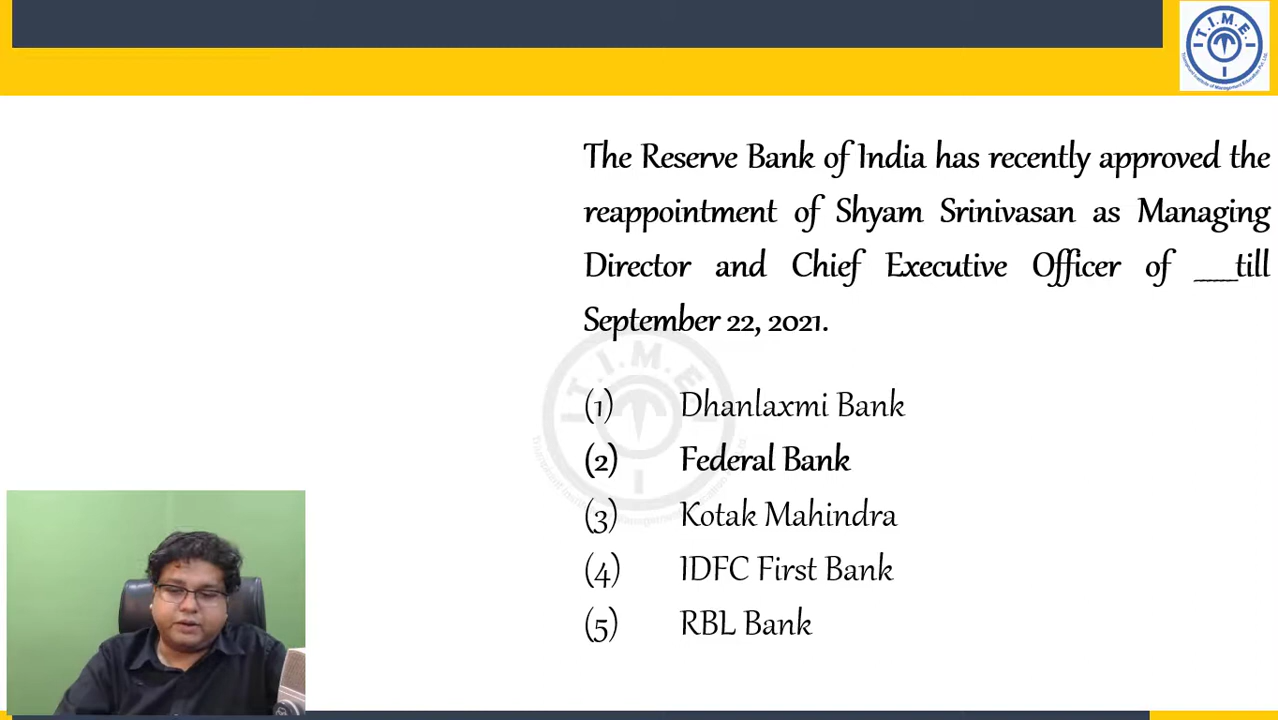 T.I.M.E.
The Reserve Bank of India has recently approved the
reappointment of Shyam Srinivasan as Managing
Director and Chief Executive Officer of ____till
September 22, 2021.
(1) Dhanlaxmi Bank
(2) Federal Bank
(3) Kotak Mahindra
(4) IDFC First Bank
(5) RBL Bank
T.I.M.E.